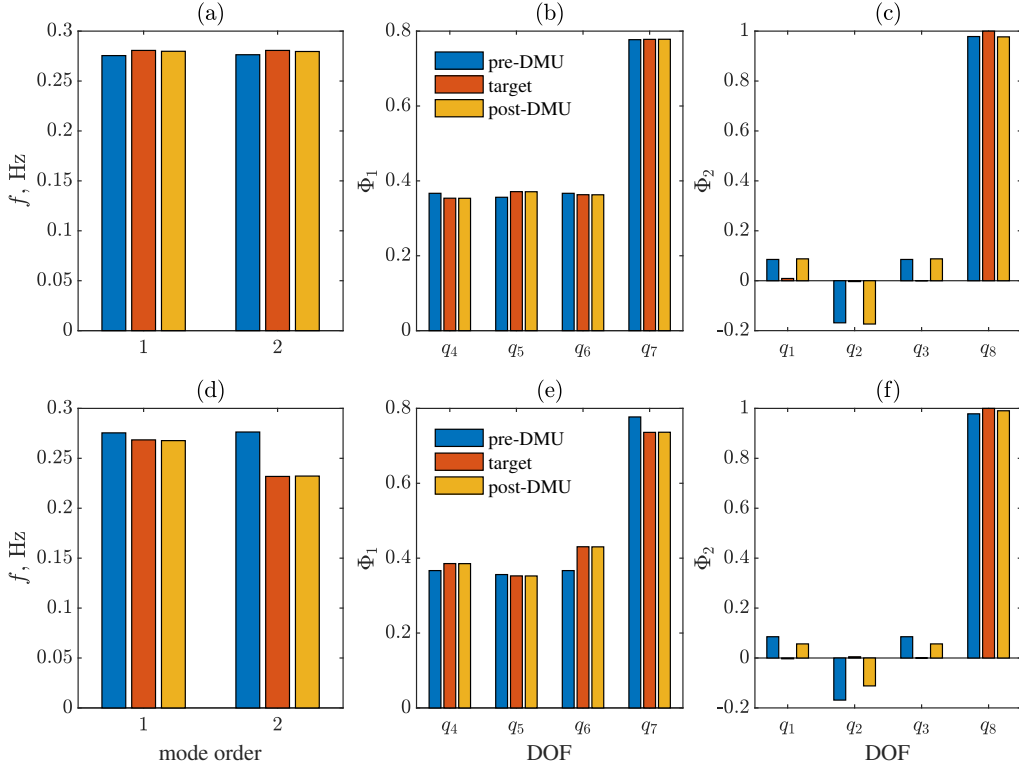 (a)
0.3
0.25
0.2
0.15
0.1
0.05
0
f, Hz
1
2
(b)
0.8
0.6
0.4
0.2
0
Φ₁
pre-DMU
target
post-DMU
q₄
q₅
q₆
q₇
(c)
1
0.8
0.6
0.4
0.2
0
-0.2
Φ₂
q₁
q₂
q₃
q₈
(d)
0.3
0.25
0.2
0.15
0.1
0.05
0
f, Hz
1
2
mode order
(e)
0.8
0.6
0.4
0.2
0
Φ₁
pre-DMU
target
post-DMU
q₄
q₅
q₆
q₇
DOF
(f)
1
0.8
0.6
0.4
0.2
0
-0.2
Φ₂
q₁
q₂
q₃
q₈
DOF